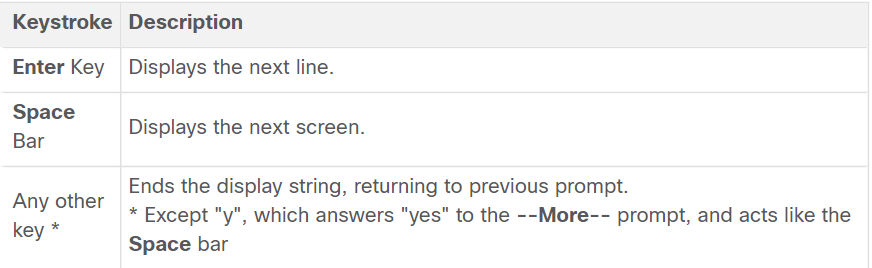 Keystroke Description
Enter Key Displays the next line.
Space
Bar
Displays the next screen.
Any other
key *
Ends the display string, returning to previous prompt.
* Except "y", which answers "yes" to the --More-- prompt, and acts like the
Space bar